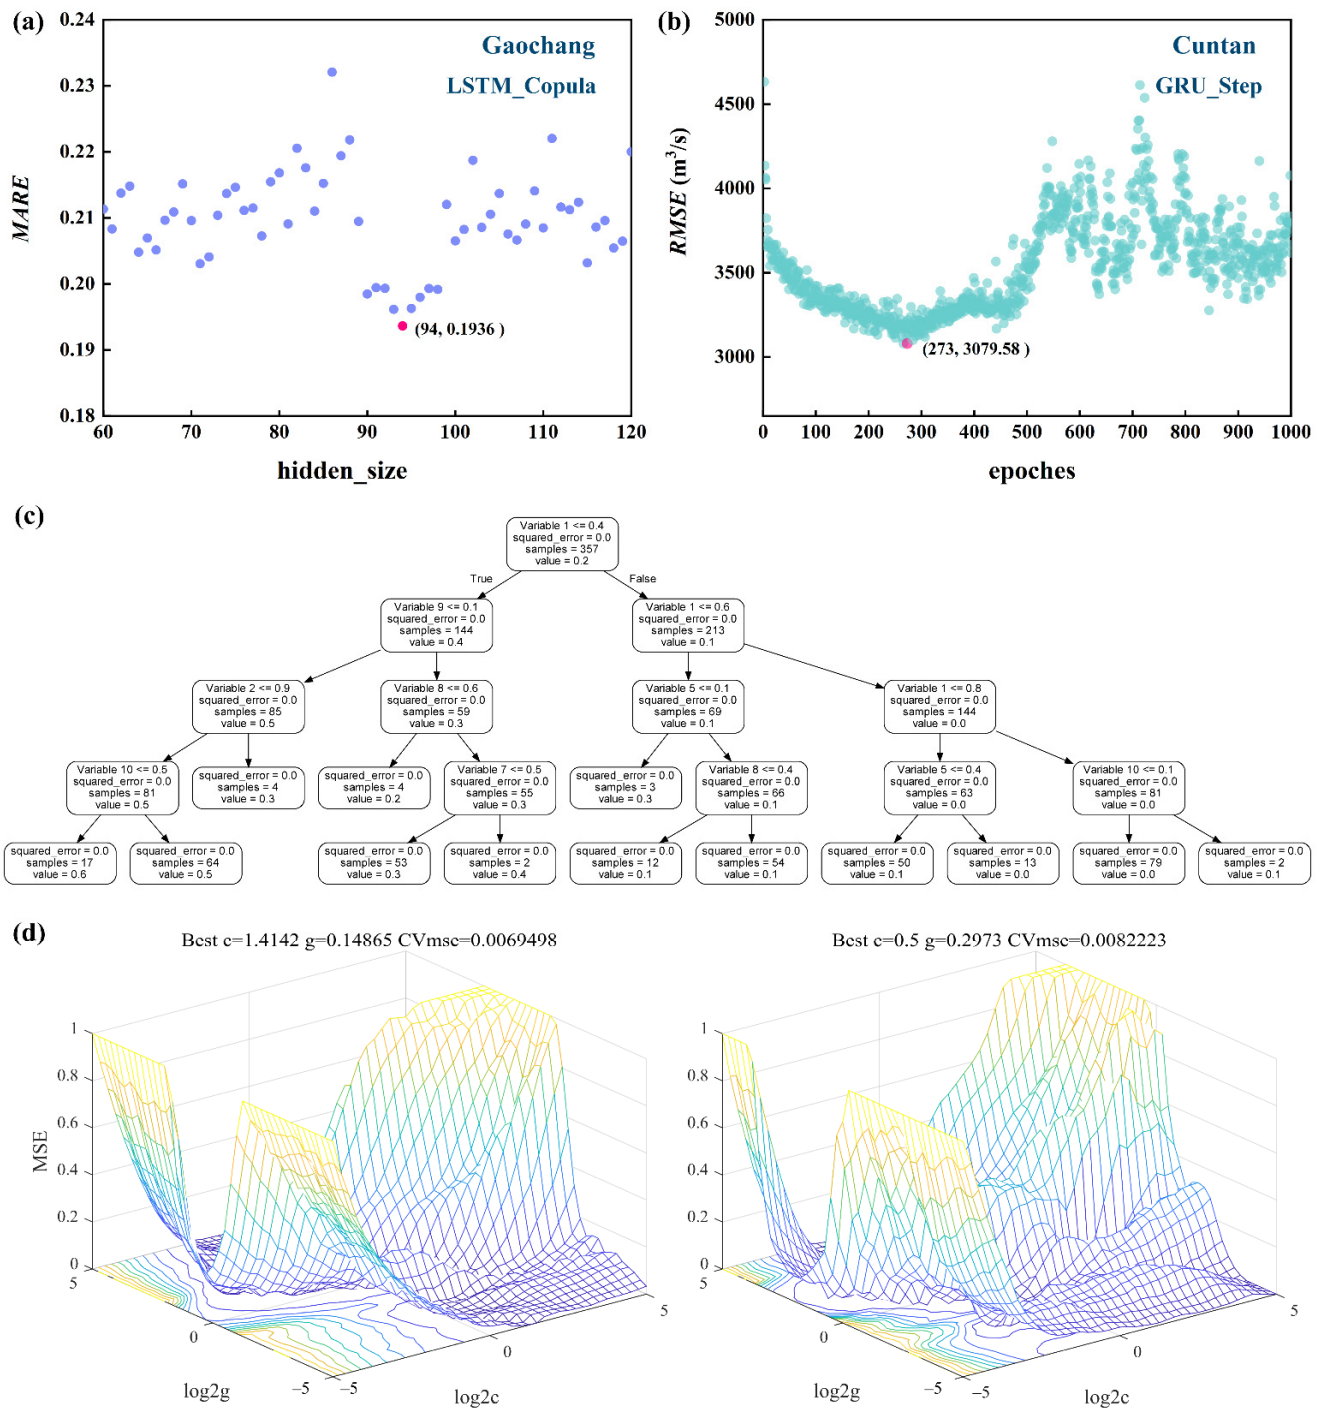 (a)
0.24
0.23
0.22
0.21
0.20
0.19
0.18
MARE
Gaochang
LSTM_Copula
(94, 0.1936 )
60 70 80 90 100 110 120
hidden_size
(b)
5000
4500
4000
3500
3000
RMSE (m³/s)
Cuntan
GRU_Step
(273, 3079.58 )
0 100 200 300 400 500 600 700 800 900 1000
epoches
(c)
Variable 1 <= 0.4
squared_error = 0.0
samples = 357
value = 0.2
True
False
Variable 9 <= 0.1
squared_error = 0.0
samples = 144
value = 0.4
Variable 1 <= 0.6
squared_error = 0.0
samples = 213
value = 0.1
Variable 2 <= 0.9
squared_error = 0.0
samples = 85
value = 0.5
Variable 8 <= 0.6
squared_error = 0.0
samples = 59
value = 0.3
Variable 5 <= 0.1
squared_error = 0.0
samples = 69
value = 0.1
Variable 1 <= 0.8
squared_error = 0.0
samples = 144
value = 0.0
Variable 10 <= 0.5
squared_error = 0.0
samples = 81
value = 0.5
squared_error = 0.0
samples = 4
value = 0.3
squared_error = 0.0
samples = 4
value = 0.2
Variable 7 <= 0.5
squared_error = 0.0
samples = 55
value = 0.3
squared_error = 0.0
samples = 3
value = 0.3
Variable 8 <= 0.4
squared_error = 0.0
samples = 66
value = 0.1
Variable 5 <= 0.4
squared_error = 0.0
samples = 63
value = 0.0
Variable 10 <= 0.1
squared_error = 0.0
samples = 81
value = 0.0
squared_error = 0.0
samples = 17
value = 0.6
squared_error = 0.0
samples = 64
value = 0.5
squared_error = 0.0
samples = 53
value = 0.3
squared_error = 0.0
samples = 2
value = 0.4
squared_error = 0.0
samples = 12
value = 0.1
squared_error = 0.0
samples = 54
value = 0.1
squared_error = 0.0
samples = 50
value = 0.1
squared_error = 0.0
samples = 13
value = 0.0
squared_error = 0.0
samples = 79
value = 0.0
squared_error = 0.0
samples = 2
value = 0.1
(d)
Best c=1.4142 g=0.14865 CVmse=0.0069498
1
0.8
0.6
0.4
0.2
0
MSE
5
0
−5
log2g
−5
0
5
log2c
Best c=0.5 g=0.2973 CVmse=0.0082223
1
0.8
0.6
0.4
0.2
0
5
0
−5
log2g
−5
0
5
log2c